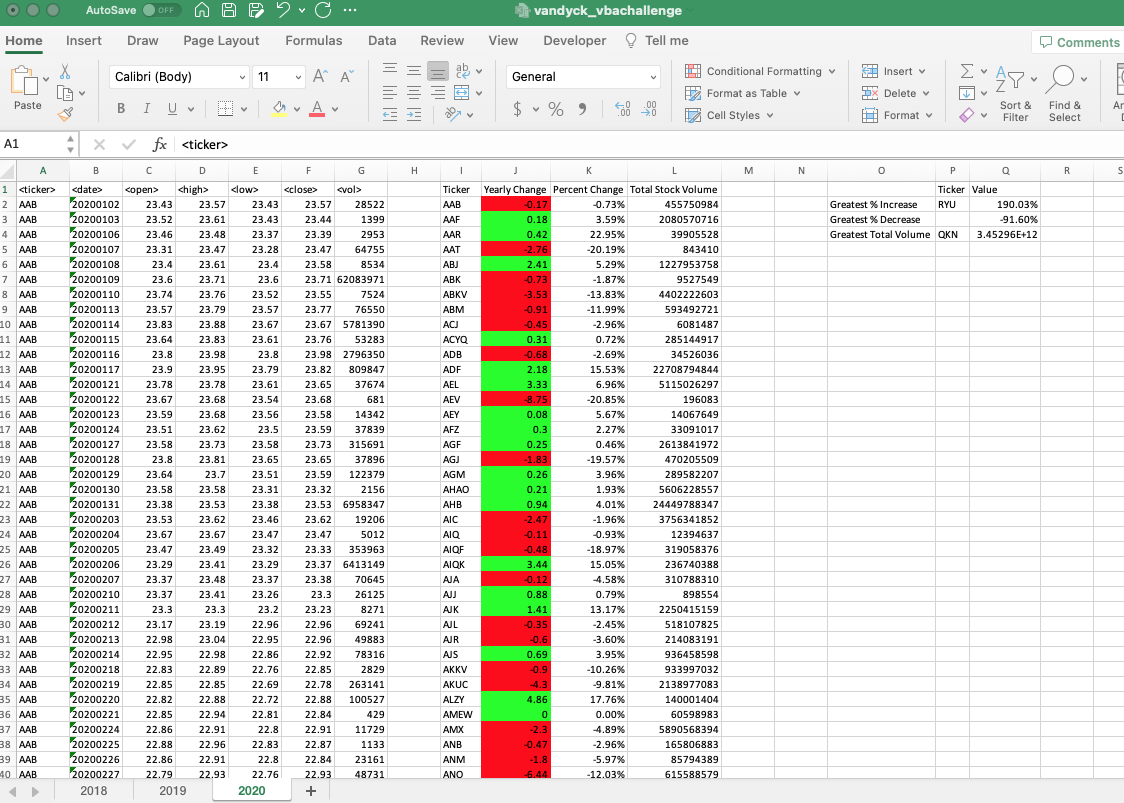 AutoSave OFF vandyck_vbachallenge
Home Insert Draw Page Layout Formulas Data Review View Developer Tell me Comments
Paste Calibri (Body) 11 General Conditional Formatting Format as Table Cell Styles Insert Delete Format Sort & Filter Find & Select
A1 fx <ticker>
A B C D E F G H I J K L M N O P Q R S
1 <ticker> <date> <open> <high> <low> <close> <vol> Ticker Yearly Change Percent Change Total Stock Volume Ticker Value
2 AAB 20200102 23.43 23.57 23.43 23.57 28522 AAB -0.17 -0.73% 455750984 Greatest % Increase RYU 190.03%
3 AAB 20200103 23.52 23.61 23.43 23.44 1399 AAF 0.18 3.59% 2080570716 Greatest % Decrease -91.60%
4 AAB 20200106 23.46 23.48 23.37 23.39 2953 AAR 0.42 22.95% 39905528 Greatest Total Volume QKN 3.45296E+12
5 AAB 20200107 23.31 23.47 23.28 23.47 64755 AAT -2.76 -20.19% 843410
6 AAB 20200108 23.4 23.61 23.4 23.58 8534 ABJ 2.41 5.29% 1227953758
7 AAB 20200109 23.6 23.71 23.6 23.71 62083971 ABK -0.73 -1.87% 9527549
8 AAB 20200110 23.74 23.76 23.52 23.55 7524 ABKV -3.53 -13.83% 4402222603
9 AAB 20200113 23.57 23.79 23.57 23.77 76550 ABM -0.91 -11.99% 593492721
10 AAB 20200114 23.83 23.88 23.67 23.67 5781390 ACJ -0.45 -2.96% 6081487
11 AAB 20200115 23.64 23.83 23.61 23.76 53283 ACYQ 0.31 0.72% 285144917
12 AAB 20200116 23.8 23.98 23.8 23.98 2796350 ADB -0.68 -2.69% 34526036
13 AAB 20200117 23.9 23.95 23.79 23.82 809847 ADF 2.18 15.53% 22708794844
14 AAB 20200121 23.78 23.78 23.61 23.65 37674 AEL 3.33 6.96% 5115026297
15 AAB 20200122 23.67 23.68 23.54 23.68 681 AEV -8.75 -20.85% 196083
16 AAB 20200123 23.59 23.68 23.56 23.58 14342 AEY 0.08 5.67% 14067649
17 AAB 20200124 23.51 23.62 23.5 23.59 37839 AFZ 0.3 2.27% 33091017
18 AAB 20200127 23.58 23.73 23.58 23.73 315691 AGF 0.25 0.46% 2613841972
19 AAB 20200128 23.8 23.81 23.65 23.65 37896 AGJ -1.83 -19.57% 470205509
20 AAB 20200129 23.64 23.7 23.51 23.59 122379 AGM 0.26 3.96% 289582207
21 AAB 20200130 23.58 23.58 23.31 23.32 2156 AHAO 0.21 1.93% 5606228557
22 AAB 20200131 23.38 23.53 23.38 23.53 6958347 AHB 0.94 4.01% 24449788347
23 AAB 20200203 23.53 23.62 23.46 23.62 19206 AIC -2.47 -1.96% 3756341852
24 AAB 20200204 23.67 23.67 23.47 23.47 5012 AIQ -0.11 -0.93% 12394637
25 AAB 20200205 23.47 23.49 23.32 23.33 353963 AIQF -0.48 -18.97% 319058376
26 AAB 20200206 23.29 23.41 23.29 23.37 6413149 AIQK 3.44 15.05% 236740388
27 AAB 20200207 23.37 23.48 23.37 23.38 70645 AJA -0.12 -4.58% 310788310
28 AAB 20200210 23.37 23.41 23.26 23.3 26125 AJJ 0.88 0.79% 898554
29 AAB 20200211 23.3 23.3 23.2 23.23 8271 AJK 1.41 13.17% 2250415159
30 AAB 20200212 23.17 23.19 22.96 22.96 69241 AJL -0.35 -2.45% 518107825
31 AAB 20200213 22.98 23.04 22.95 22.96 49883 AJR -0.6 -3.60% 214083191
32 AAB 20200214 22.95 22.98 22.86 22.92 78316 AJS 0.69 3.95% 936458598
33 AAB 20200218 22.83 22.89 22.76 22.85 2829 AKKV -0.9 -10.26% 933997032
34 AAB 20200219 22.85 22.85 22.69 22.78 263141 AKUC -4.3 -9.81% 2138977083
35 AAB 20200220 22.82 22.88 22.72 22.88 100527 ALZY 4.86 17.76% 140001404
36 AAB 20200221 22.85 22.94 22.81 22.84 429 AMEW 0 0.00% 60598983
37 AAB 20200224 22.86 22.91 22.8 22.91 11729 AMX -2.3 -4.89% 5890568394
38 AAB 20200225 22.88 22.96 22.83 22.87 1133 ANB -0.47 -2.96% 165806883
39 AAB 20200226 22.86 22.91 22.8 22.84 23161 ANM -1.8 -5.97% 85794389
40 AAB 20200227 22.79 22.93 22.76 22.93 48731 ANO -6.44 -12.03% 615588579
2018 2019 2020